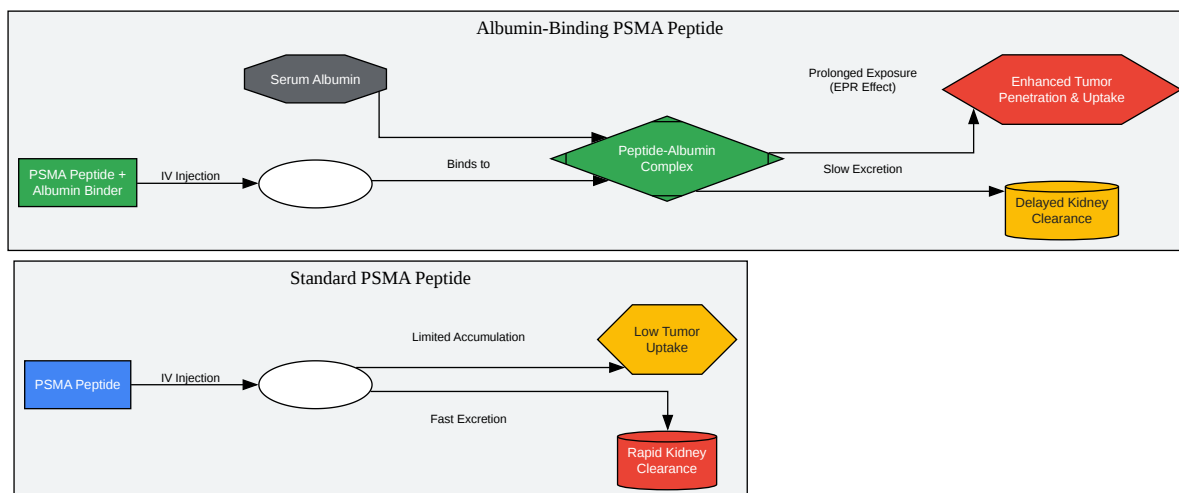 Albumin-Binding PSMA Peptide
Serum Albumin
Prolonged Exposure
(EPR Effect)
Enhanced Tumor
Penetration & Uptake
PSMA Peptide +
Albumin Binder
IV Injection
Binds to
Peptide-Albumin
Complex
Slow Excretion
Delayed Kidney
Clearance
Standard PSMA Peptide
PSMA Peptide
IV Injection
Limited Accumulation
Low Tumor
Uptake
Fast Excretion
Rapid Kidney
Clearance